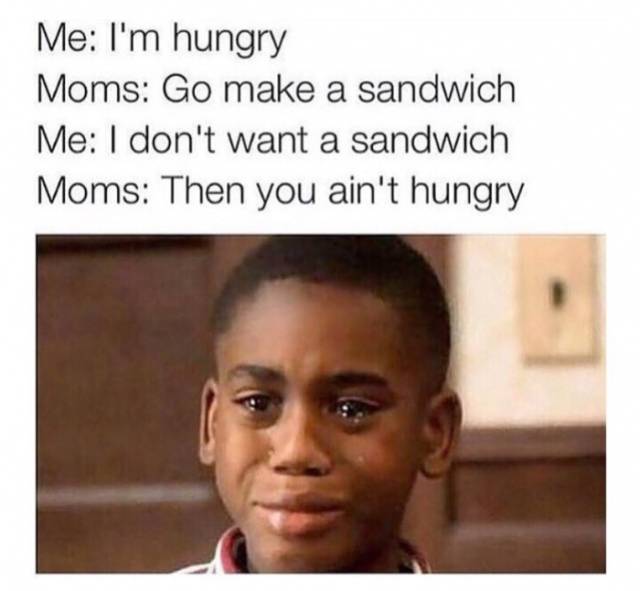 Me: I'm hungry
Moms: Go make a sandwich
Me: I don't want a sandwich
Moms: Then you ain't hungry